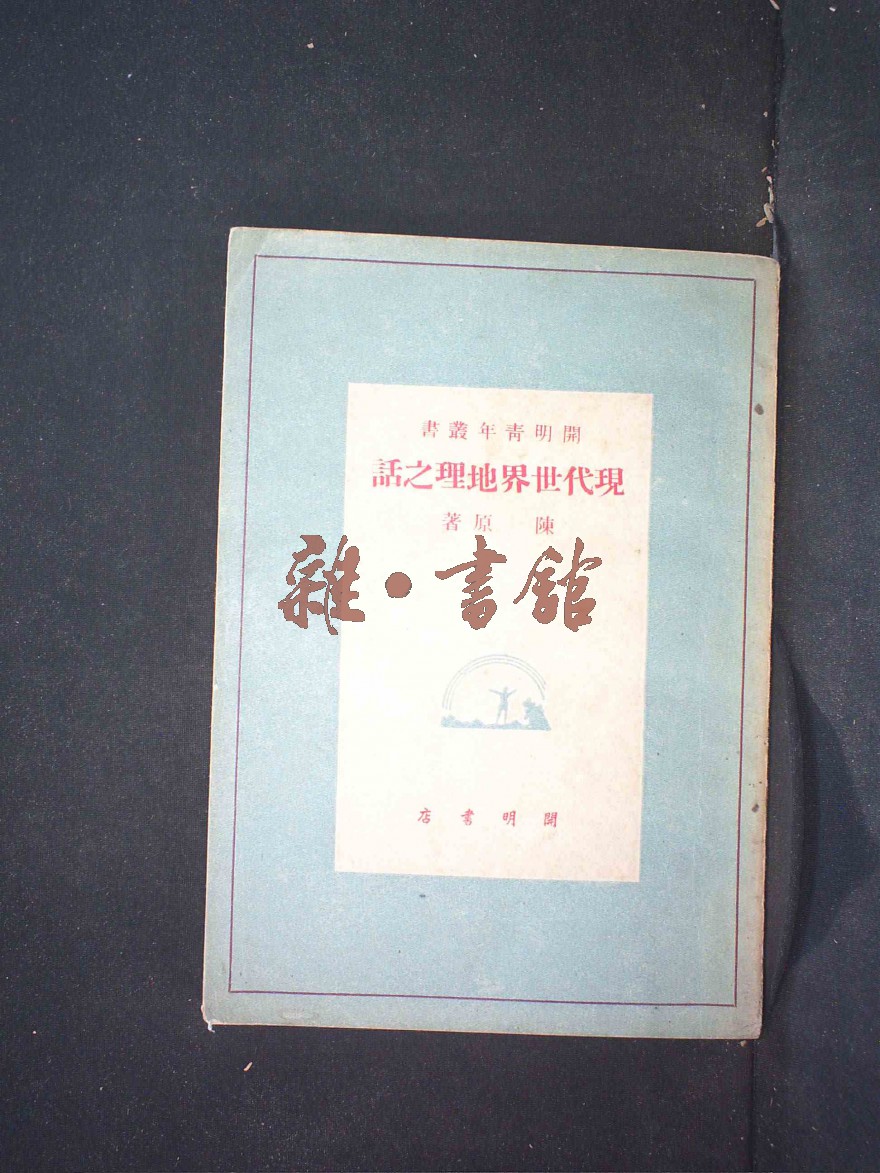 開明青年叢書
現代世界地理之話
陳原著
雜·書館
開明書店